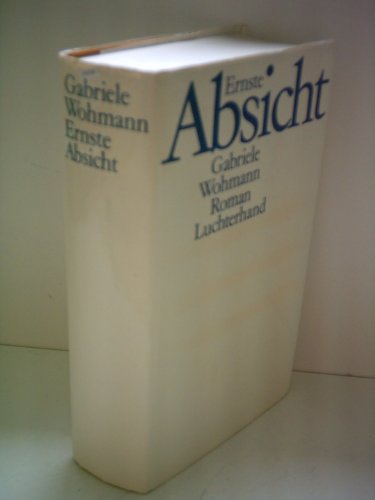 Gabriele
Wohmann
Ernste
Absicht
Ernste
Absicht
Gabriele
Wohmann
Roman
Luchterhand